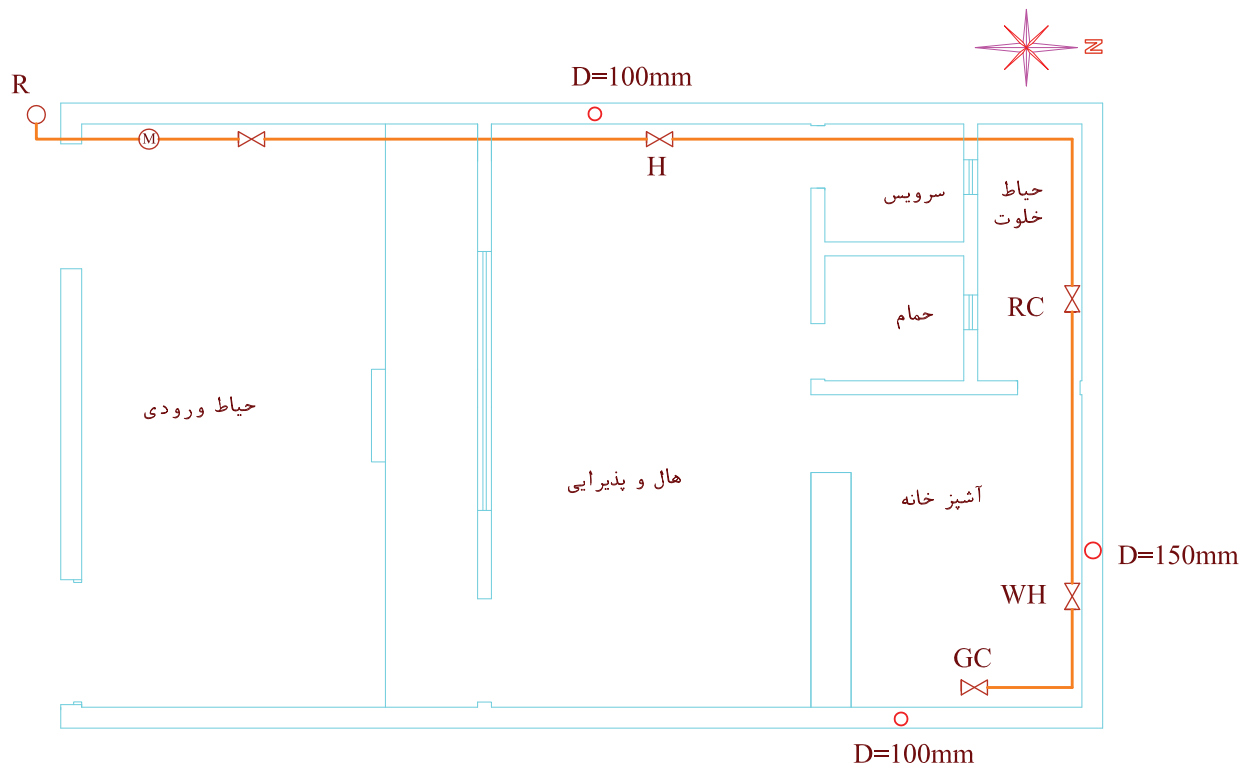 N
D=100mm
R
M
H
سرویس
حیاط
خلوت
RC
حمام
حیاط ورودی
هال و پذیرایی
آشپز خانه
D=150mm
WH
GC
D=100mm